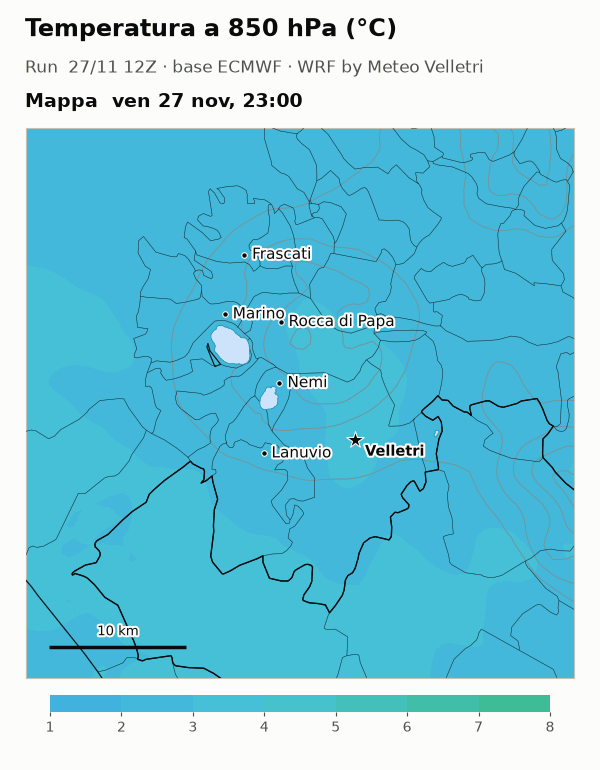 Temperatura a 850 hPa (°C)
Run  27/11 12Z · base ECMWF · WRF by Meteo Velletri
Mappa  ven 27 nov, 23:00
Frascati
Marino
Rocca di Papa
Nemi
Velletri
Lanuvio
10 km
1 2 3 4 5 6 7 8